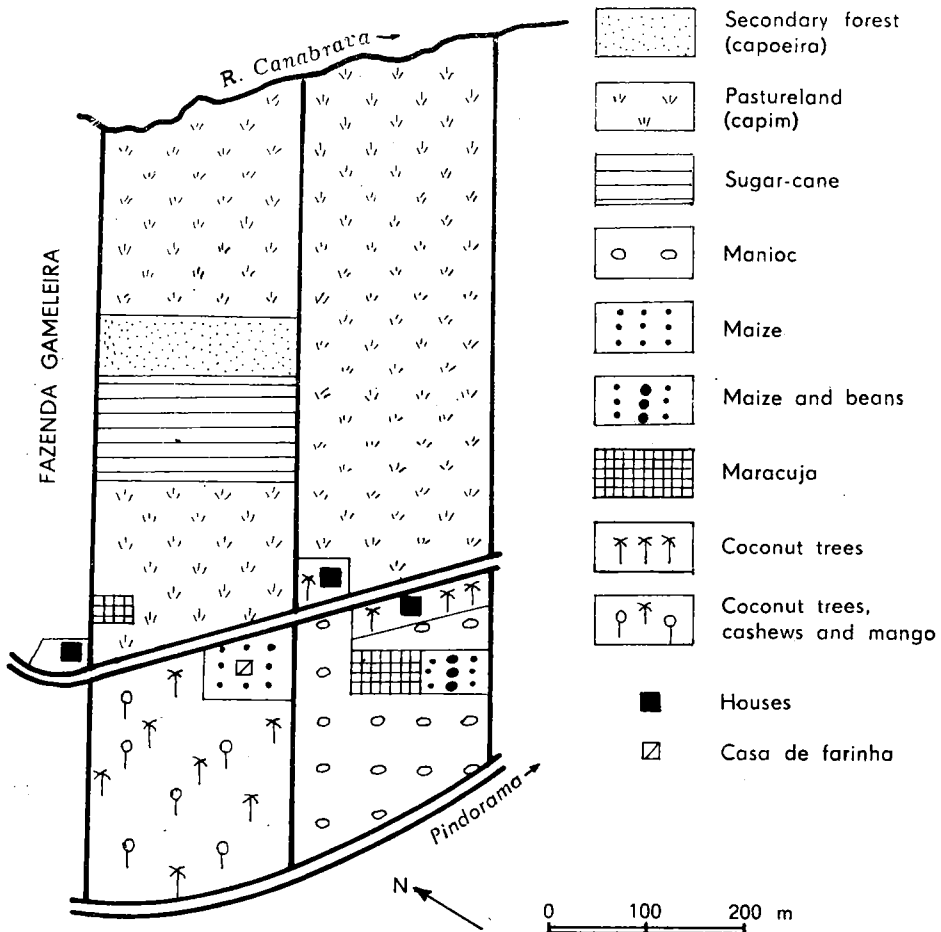 R. Canabrava
FAZENDA GAMELEIRA
Pindorama
N
0 100 200 m
Secondary forest
(capoeira)
Pastureland
(capim)
Sugar-cane
Manioc
Maize
Maize and beans
Maracuja
Coconut trees
Coconut trees,
cashews and mango
Houses
Casa de farinha